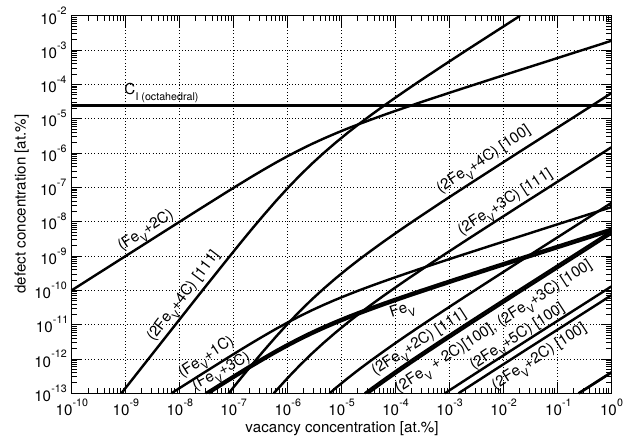 10^-2
10^-3
10^-4
10^-5
10^-6
10^-7
10^-8
10^-9
10^-10
10^-11
10^-12
10^-13
defect concentration [at.%]
C_I (octahedral)
(Fe_V+2C)
(2Fe_V+4C) [111]
(Fe_V+1C)
(Fe_V+3C)
(2Fe_V+4C) [100]
(2Fe_V+3C) [111]
Fe_V
(2Fe_V+2C) [111]
(2Fe_V + 2C)[100], (2Fe_V+3C) [100]
(2Fe_V+5C) [100]
(2Fe_V+2C) [100]
10^-10 10^-9 10^-8 10^-7 10^-6 10^-5 10^-4 10^-3 10^-2 10^-1 10^0
vacancy concentration [at.%]